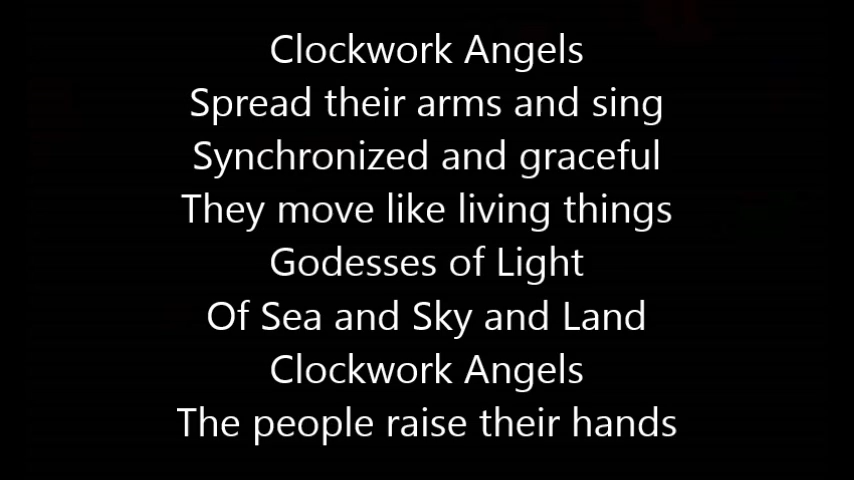 Clockwork Angels
Spread their arms and sing
Synchronized and graceful
They move like living things
Godesses of Light
Of Sea and Sky and Land
Clockwork Angels
The people raise their hands